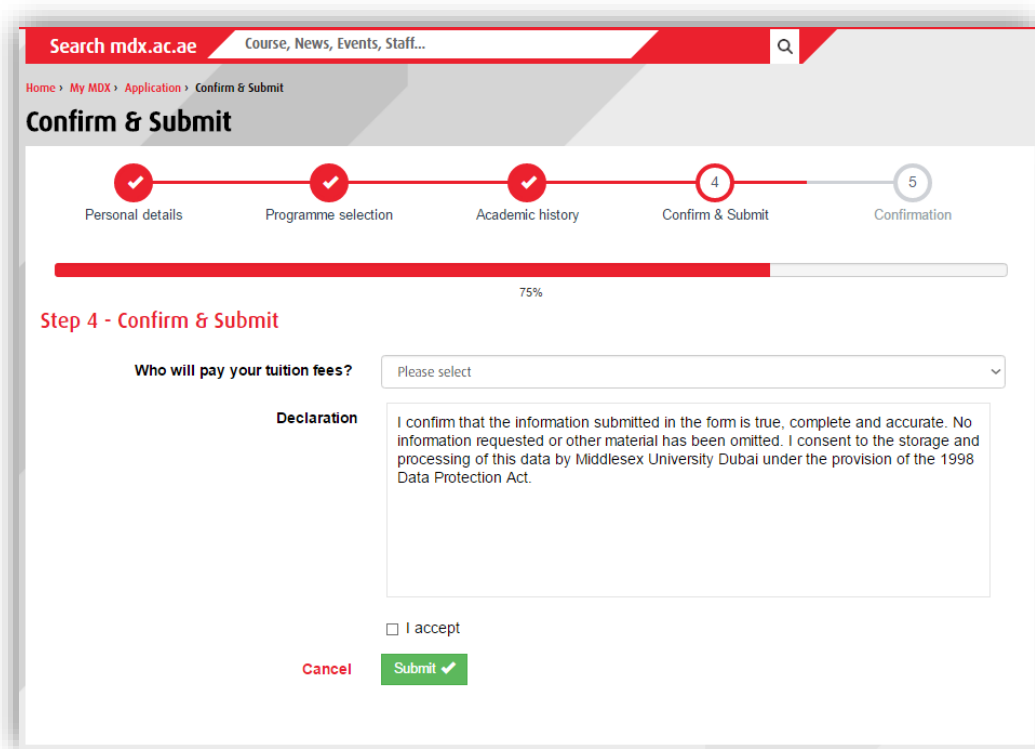 Search mdx.ac.ae Course, News, Events, Staff...
Home › My MDX › Application › Confirm & Submit
Confirm & Submit
4 5
Personal details Programme selection Academic history Confirm & Submit Confirmation
75%
Step 4 - Confirm & Submit
Who will pay your tuition fees? Please select
Declaration
I confirm that the information submitted in the form is true, complete and accurate. No
information requested or other material has been omitted. I consent to the storage and
processing of this data by Middlesex University Dubai under the provision of the 1998
Data Protection Act.
I accept
Cancel Submit